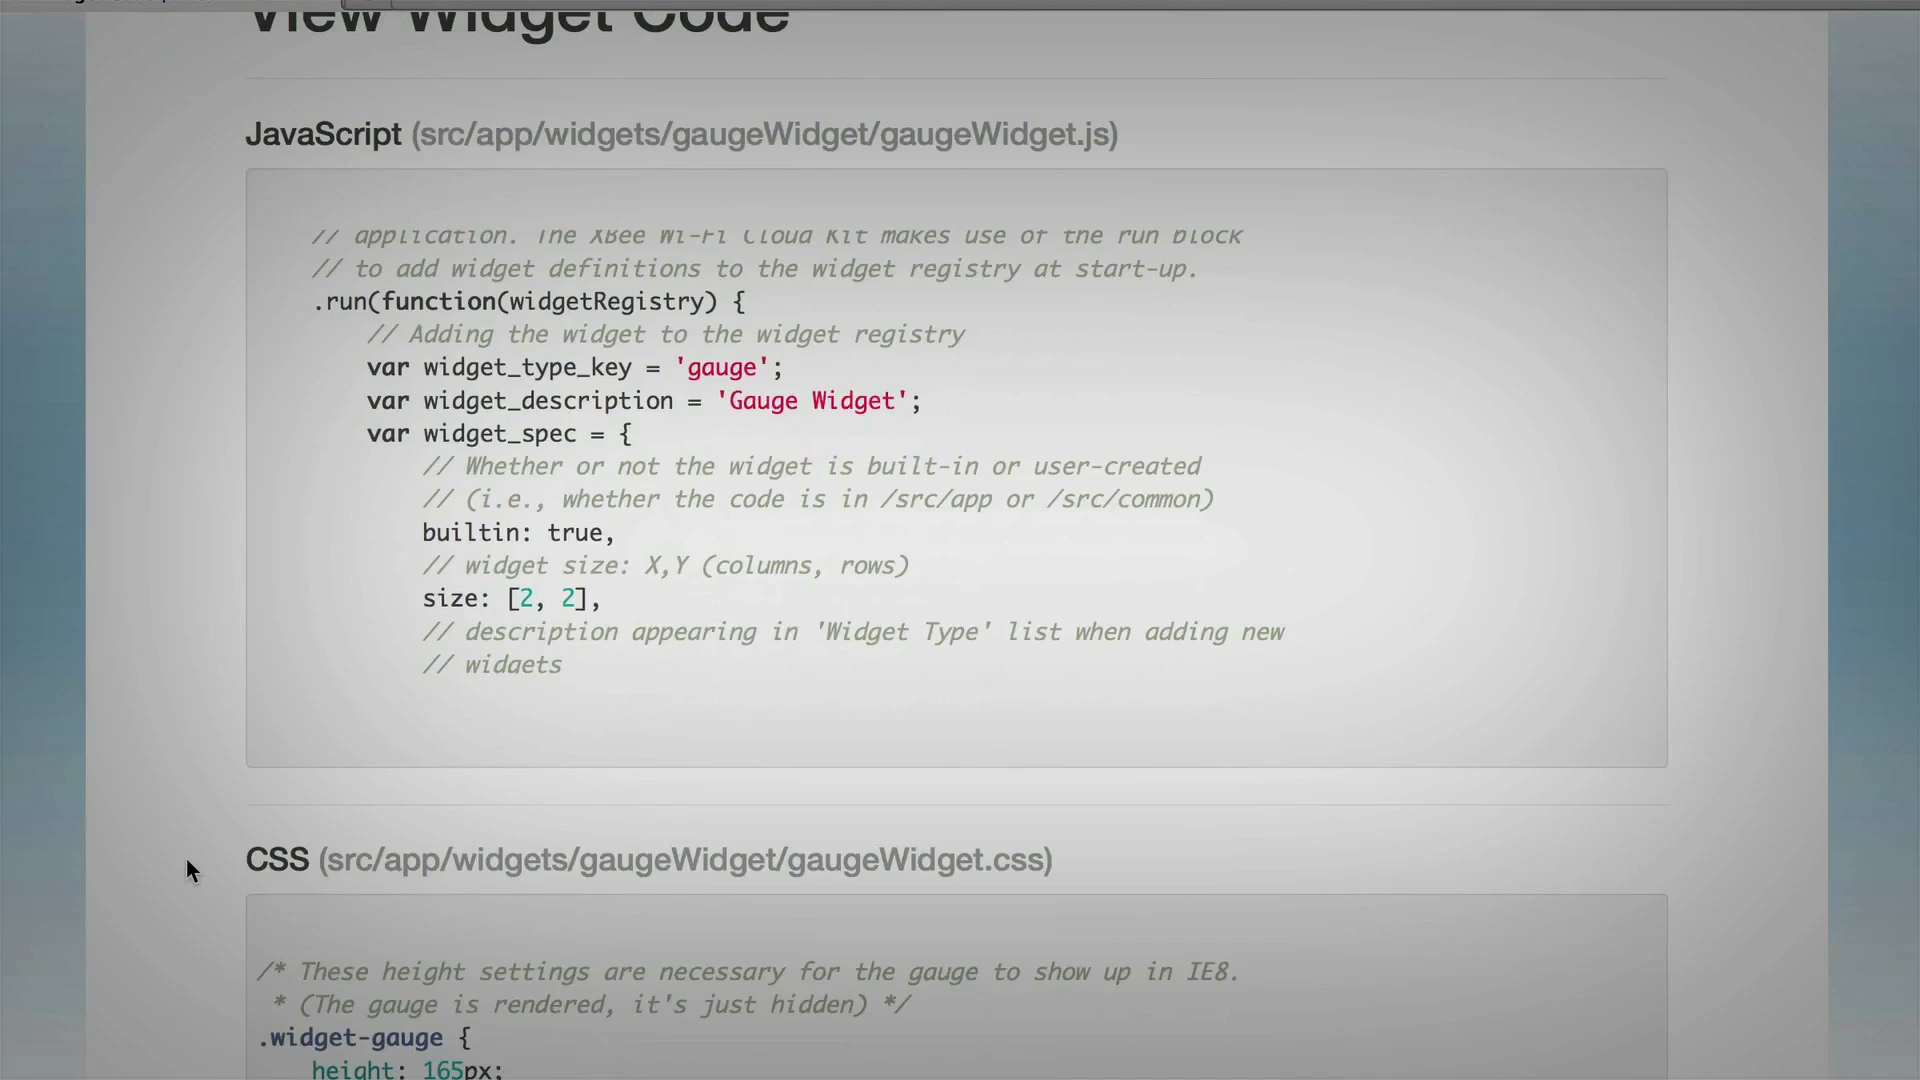 View Widget Code
JavaScript (src/app/widgets/gaugeWidget/gaugeWidget.js)
// application. The XBee Wi-Fi Cloud Kit makes use of the run block
// to add widget definitions to the widget registry at start-up.
.run(function(widgetRegistry) {
// Adding the widget to the widget registry
var widget_type_key = 'gauge';
var widget_description = 'Gauge Widget';
var widget_spec = {
// Whether or not the widget is built-in or user-created
// (i.e., whether the code is in /src/app or /src/common)
builtin: true,
// widget size: X,Y (columns, rows)
size: [2, 2],
// description appearing in 'Widget Type' list when adding new
// widgets
CSS (src/app/widgets/gaugeWidget/gaugeWidget.css)
/* These height settings are necessary for the gauge to show up in IE8.
* (The gauge is rendered, it's just hidden) */
.widget-gauge {
height: 165px;